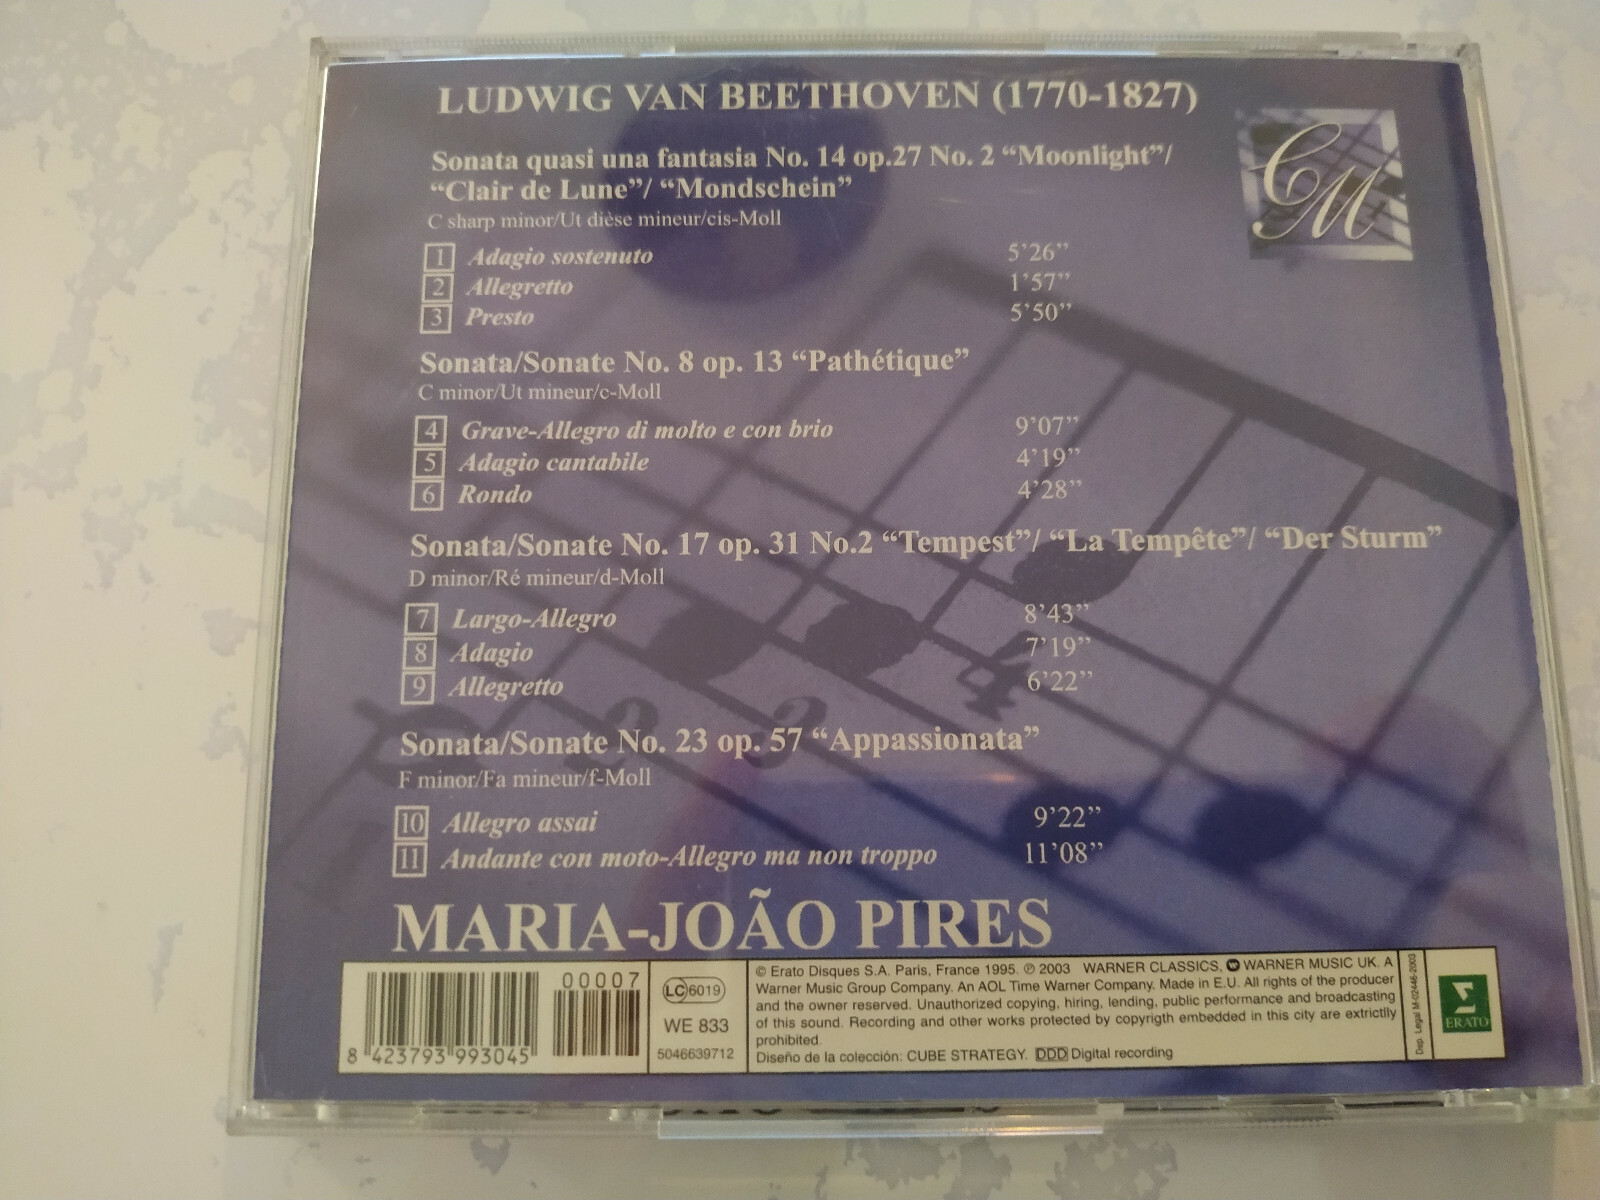 LUDWIG VAN BEETHOVEN (1770-1827)
CM
Sonata quasi una fantasia No. 14 op.27 No. 2 “Moonlight”/
“Clair de Lune”/ “Mondschein”
C sharp minor/Ut dièse mineur/cis-Moll
1 Adagio sostenuto 5’26”
2 Allegretto 1’57”
3 Presto 5’50”
Sonata/Sonate No. 8 op. 13 “Pathétique”
C minor/Ut mineur/c-Moll
4 Grave-Allegro di molto e con brio 9’07”
5 Adagio cantabile 4’19”
6 Rondo 4’28”
Sonata/Sonate No. 17 op. 31 No.2 “Tempest”/ “La Tempête”/ “Der Sturm”
D minor/Ré mineur/d-Moll
7 Largo-Allegro 8’43”
8 Adagio 7’19”
9 Allegretto 6’22”
2 3 4
Sonata/Sonate No. 23 op. 57 “Appassionata”
F minor/Fa mineur/f-Moll
10 Allegro assai 9’22”
11 Andante con moto-Allegro ma non troppo 11’08”
MARIA-JOÃO PIRES
00007
8 423793 993045
LC 6019
WE 833
5046639712
© Erato Disques S.A. Paris, France 1995. ℗ 2003 WARNER CLASSICS, WARNER MUSIC UK. A
Warner Music Group Company. An AOL Time Warner Company. Made in E.U. All rights of the producer
and the owner reserved. Unauthorized copying, hiring, lending, public performance and broadcasting
of this sound. Recording and other works protected by copyrigth embedded in this city are extrictlly
prohibited.
Diseño de la colección: CUBE STRATEGY. DDD Digital recording
Dep. Legal M-02446-2003
ERATO